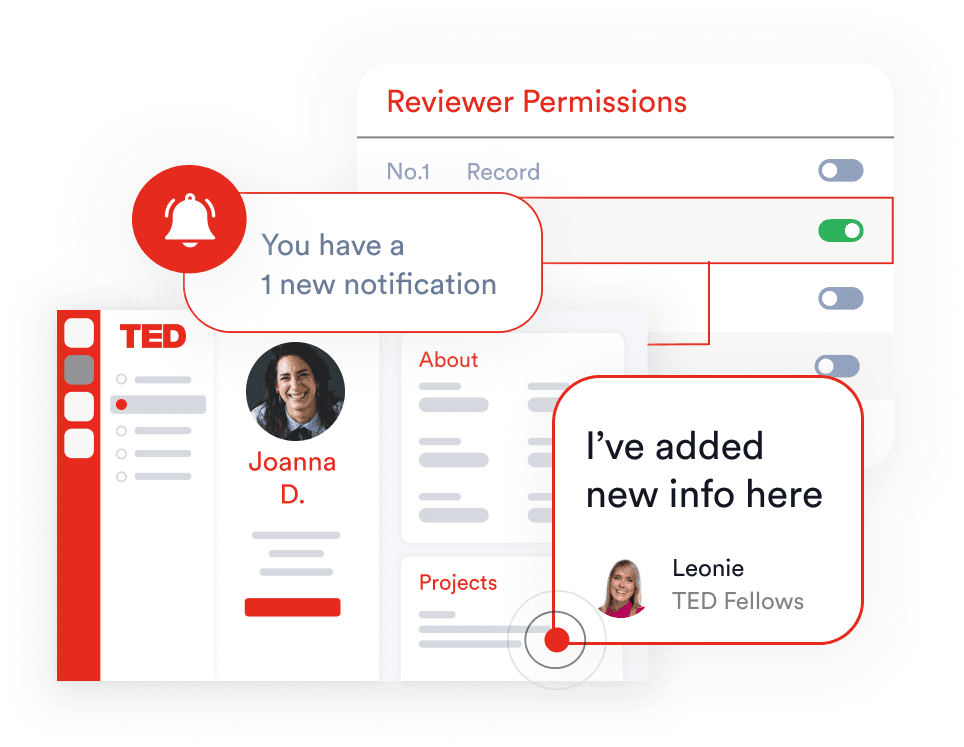 Reviewer Permissions
No.1 Record
You have a
1 new notification
TED
About
Joanna
D.
Projects
I’ve added
new info here
Leonie
TED Fellows